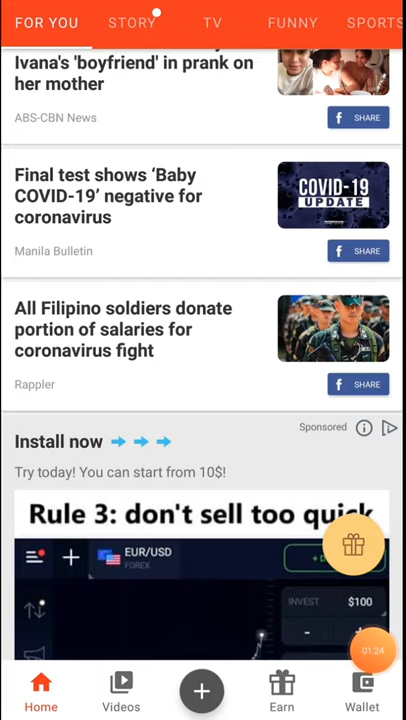 FOR YOU STORY TV FUNNY SPORTS
Ivana's 'boyfriend' in prank on
her mother
ABS-CBN News
f SHARE
Final test shows ‘Baby
COVID-19’ negative for
coronavirus
COVID-19
UPDATE
Manila Bulletin
f SHARE
All Filipino soldiers donate
portion of salaries for
coronavirus fight
Rappler
f SHARE
Sponsored
Install now
Try today! You can start from 10$!
Rule 3: don't sell too quick
EUR/USD
FOREX
INVEST
$100
01:24
Home Videos Earn Wallet